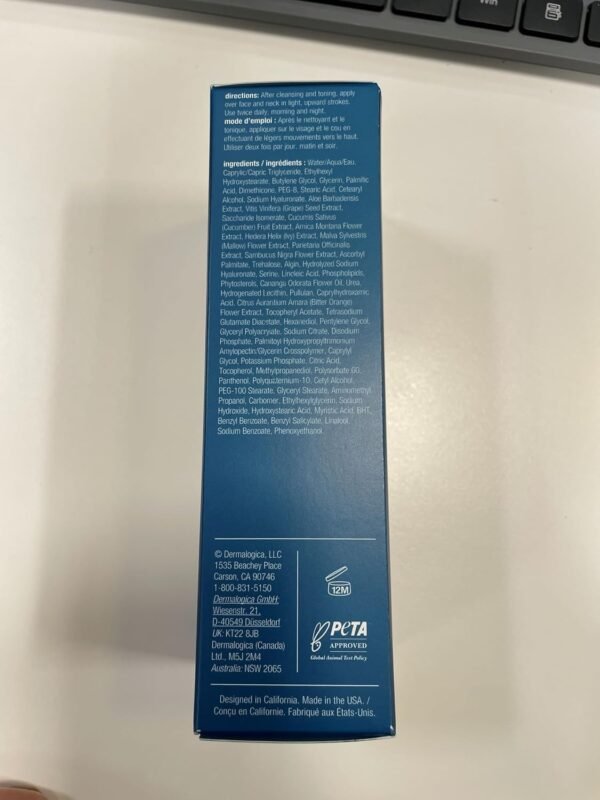 Win
directions: After cleansing and toning, apply
over face and neck in light, upward strokes.
Use twice daily, morning and night.
mode d'emploi : Après le nettoyant et le
tonique, appliquer sur le visage et le cou en
effectuant de légers mouvements vers le haut.
Utiliser deux fois par jour, matin et soir.
ingredients / ingrédients : Water/Aqua/Eau,
Caprylic/Capric Triglyceride, Ethylhexyl
Hydroxystearate, Butylene Glycol, Glycerin, Palmitic
Acid, Dimethicone, PEG-8, Stearic Acid, Cetearyl
Alcohol, Sodium Hyaluronate, Aloe Barbadensis
Extract, Vitis Vinifera (Grape) Seed Extract,
Saccharide Isomerate, Cucumis Sativus
(Cucumber) Fruit Extract, Arnica Montana Flower
Extract, Hedera Helix (Ivy) Extract, Malva Sylvestris
(Mallow) Flower Extract, Parietaria Officinalis
Extract, Sambucus Nigra Flower Extract, Ascorbyl
Palmitate, Trehalose, Algin, Hydrolyzed Sodium
Hyaluronate, Serine, Linoleic Acid, Phospholipids,
Phytosterols, Cananga Odorata Flower Oil, Urea,
Hydrogenated Lecithin, Pullulan, Caprylhydroxamic
Acid, Citrus Aurantium Amara (Bitter Orange)
Flower Extract, Tocopheryl Acetate, Tetrasodium
Glutamate Diacetate, Hexanediol, Pentylene Glycol,
Glyceryl Polyacrylate, Sodium Citrate, Disodium
Phosphate, Palmitoyl Hydroxypropyltrimonium
Amylopectin/Glycerin Crosspolymer, Caprylyl
Glycol, Potassium Phosphate, Citric Acid,
Tocopherol, Methylpropanediol, Polysorbate 60,
Panthenol, Polyquaternium-10, Cetyl Alcohol,
PEG-100 Stearate, Glyceryl Stearate, Aminomethyl
Propanol, Carbomer, Ethylhexylglycerin, Sodium
Hydroxide, Hydroxystearic Acid, Myristic Acid, BHT,
Benzyl Benzoate, Benzyl Salicylate, Linalool,
Sodium Benzoate, Phenoxyethanol.
© Dermalogica, LLC
1535 Beachey Place
Carson, CA 90746
1-800-831-5150
Dermalogica GmbH:
Wiesenstr. 21,
D-40549 Düsseldorf
UK: KT22 8JB
Dermalogica (Canada)
Ltd., M5J 2M4
Australia: NSW 2065
12M
PETA
APPROVED
Global Animal Test Policy
Designed in California. Made in the USA. /
Conçu en Californie. Fabriqué aux États-Unis.